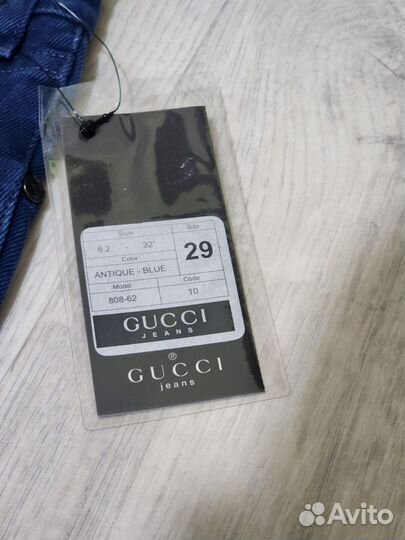 Style Size
6.2 - 32" 29
Color
ANTIQUE - BLUE
Model Code
808-62 10
GUCCI
JEANS
®
GUCCI
jeans
Avito